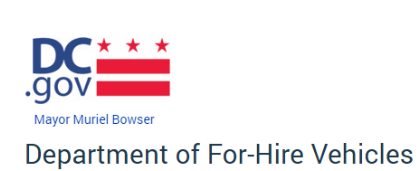 DC
.gov
Mayor Muriel Bowser
Department of For-Hire Vehicles